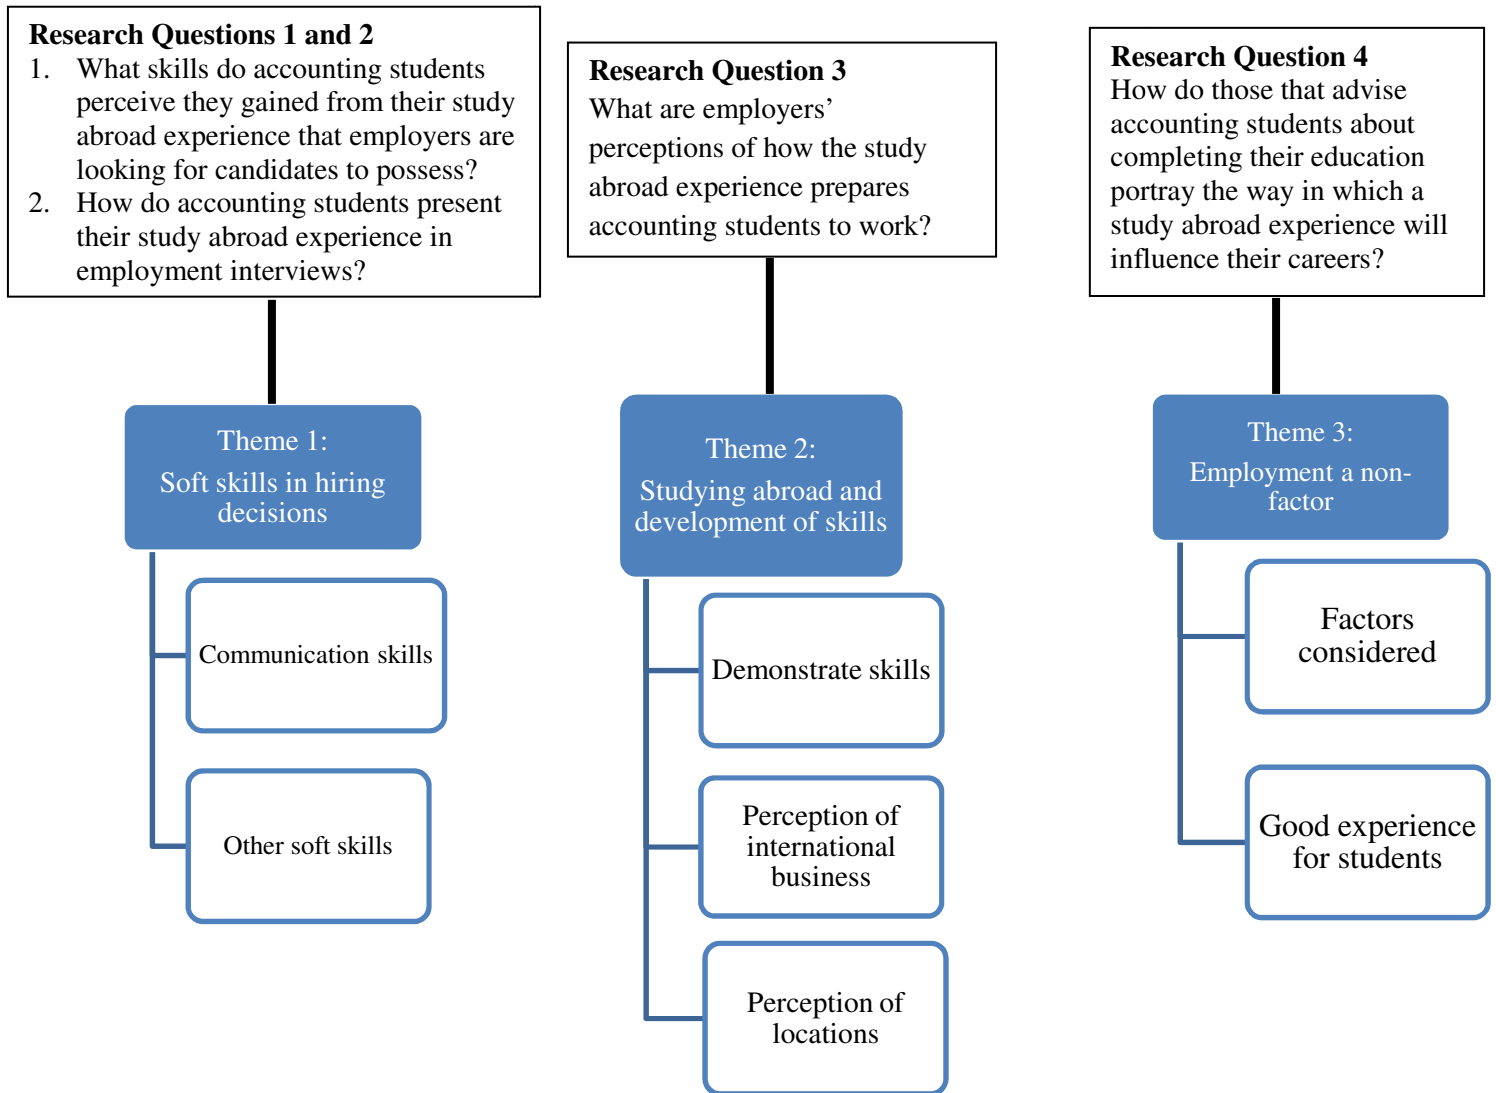 Research Questions 1 and 2
1. What skills do accounting students
perceive they gained from their study
abroad experience that employers are
looking for candidates to possess?
2. How do accounting students present
their study abroad experience in
employment interviews?
Research Question 3
What are employers’
perceptions of how the study
abroad experience prepares
accounting students to work?
Research Question 4
How do those that advise
accounting students about
completing their education
portray the way in which a
study abroad experience will
influence their careers?
Theme 1:
Soft skills in hiring
decisions
Communication skills
Other soft skills
Theme 2:
Studying abroad and
development of skills
Demonstrate skills
Perception of
international
business
Perception of
locations
Theme 3:
Employment a non-
factor
Factors
considered
Good experience
for students